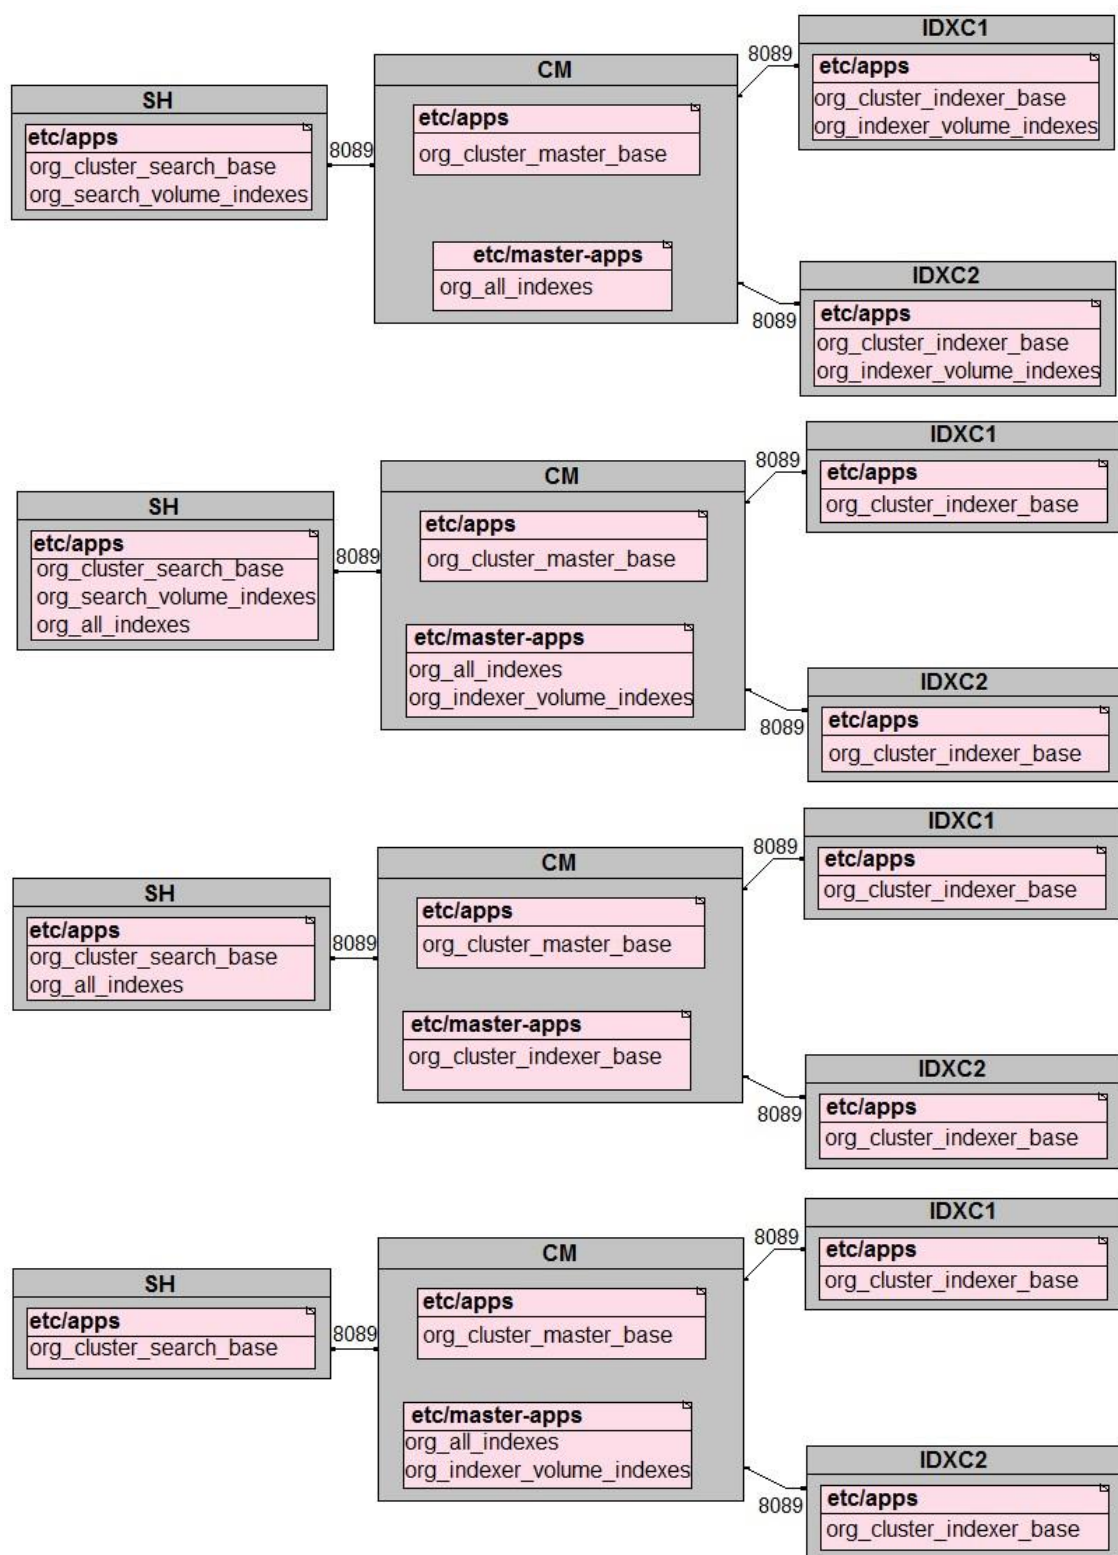 SH
etc/apps
org_cluster_search_base
org_search_volume_indexes
8089
CM
etc/apps
org_cluster_master_base
etc/master-apps
org_all_indexes
8089
IDXC1
etc/apps
org_cluster_indexer_base
org_indexer_volume_indexes
8089
IDXC2
etc/apps
org_cluster_indexer_base
org_indexer_volume_indexes
SH
etc/apps
org_cluster_search_base
org_search_volume_indexes
org_all_indexes
8089
CM
etc/apps
org_cluster_master_base
etc/master-apps
org_all_indexes
org_indexer_volume_indexes
8089
IDXC1
etc/apps
org_cluster_indexer_base
8089
IDXC2
etc/apps
org_cluster_indexer_base
SH
etc/apps
org_cluster_search_base
org_all_indexes
8089
CM
etc/apps
org_cluster_master_base
etc/master-apps
org_cluster_indexer_base
8089
IDXC1
etc/apps
org_cluster_indexer_base
8089
IDXC2
etc/apps
org_cluster_indexer_base
SH
etc/apps
org_cluster_search_base
8089
CM
etc/apps
org_cluster_master_base
etc/master-apps
org_all_indexes
org_indexer_volume_indexes
8089
IDXC1
etc/apps
org_cluster_indexer_base
8089
IDXC2
etc/apps
org_cluster_indexer_base